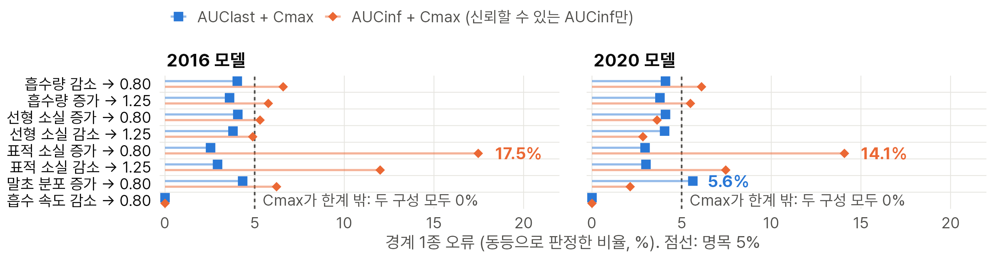 AUClast + Cmax
AUCinf + Cmax (신뢰할 수 있는 AUCinf만)
2016 모델
2020 모델
흡수량 감소 → 0.80
흡수량 증가 → 1.25
선형 소실 증가 → 0.80
선형 소실 감소 → 1.25
표적 소실 증가 → 0.80
17.5%
14.1%
표적 소실 감소 → 1.25
말초 분포 증가 → 0.80
5.6%
흡수 속도 감소 → 0.80
Cmax가 한계 밖: 두 구성 모두 0%
Cmax가 한계 밖: 두 구성 모두 0%
0 5 10 15 20
0 5 10 15 20
경계 1종 오류 (동등으로 판정한 비율, %). 점선: 명목 5%